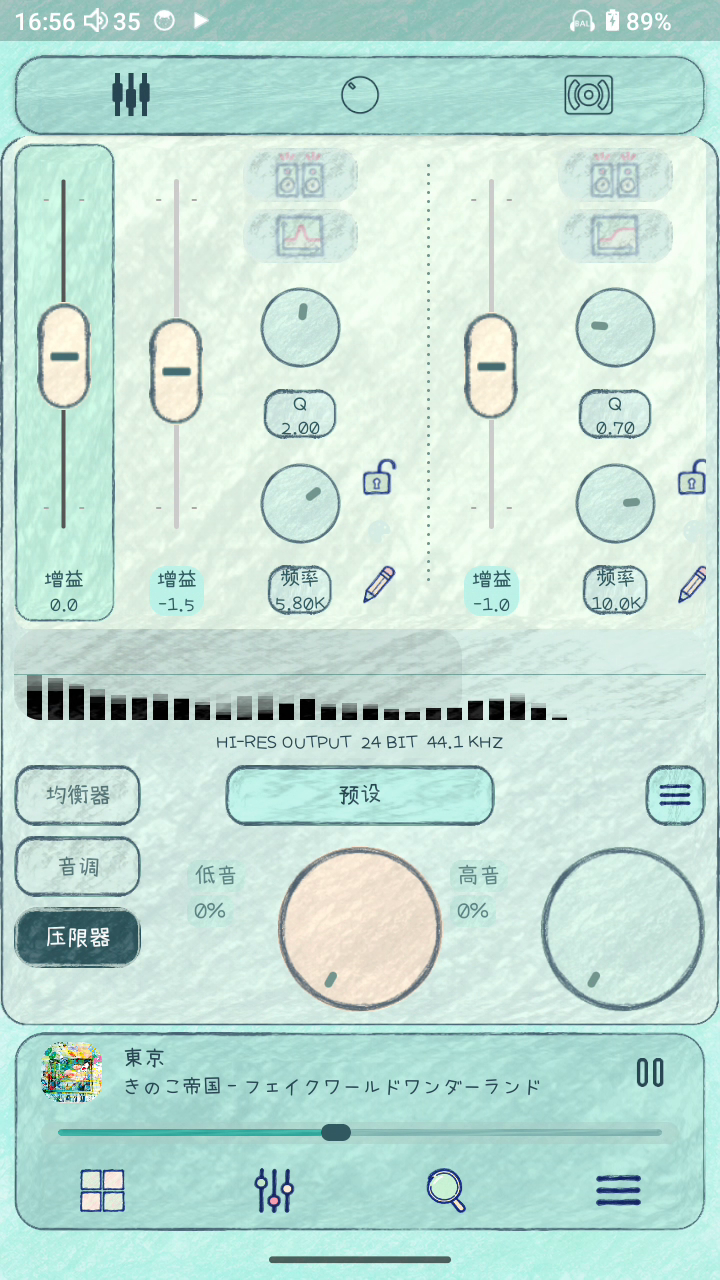 16:56 35 BAL 89%
增益
0.0
增益
-1.5
Q
2.00
频率
5.80K
增益
-1.0
Q
0.70
频率
10.0K
HI-RES OUTPUT 24 BIT 44.1 KHZ
均衡器
预设
音调
压限器
低音
0%
高音
0%
東京
きのこ帝国 - フェイクワールドワンダーランド